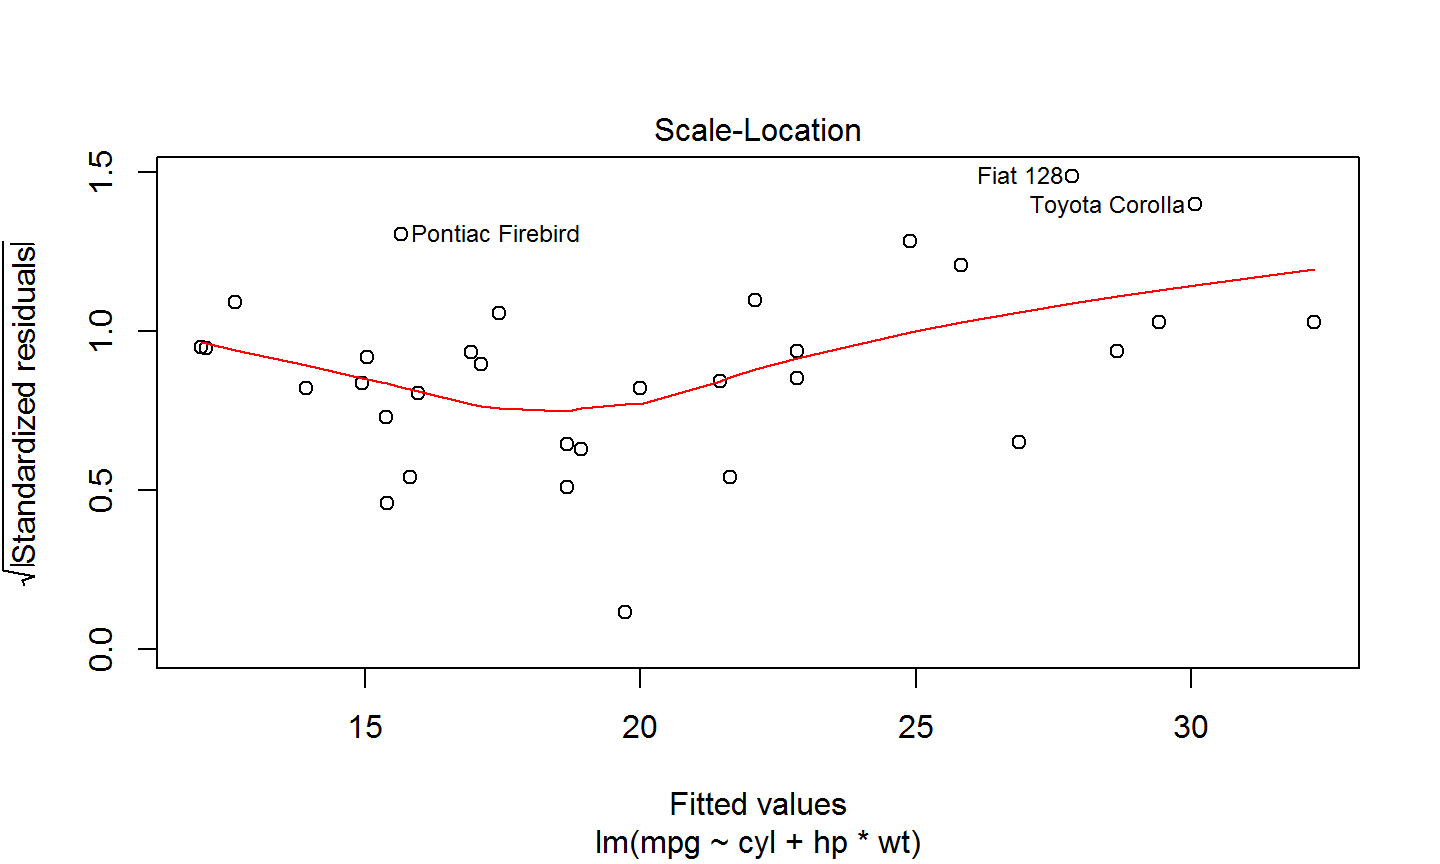 Scale-Location
√|Standardized residuals|
1.5
1.0
0.5
0.0
Fiat 128
Toyota Corolla
Pontiac Firebird
15 20 25 30
Fitted values
lm(mpg ~ cyl + hp * wt)